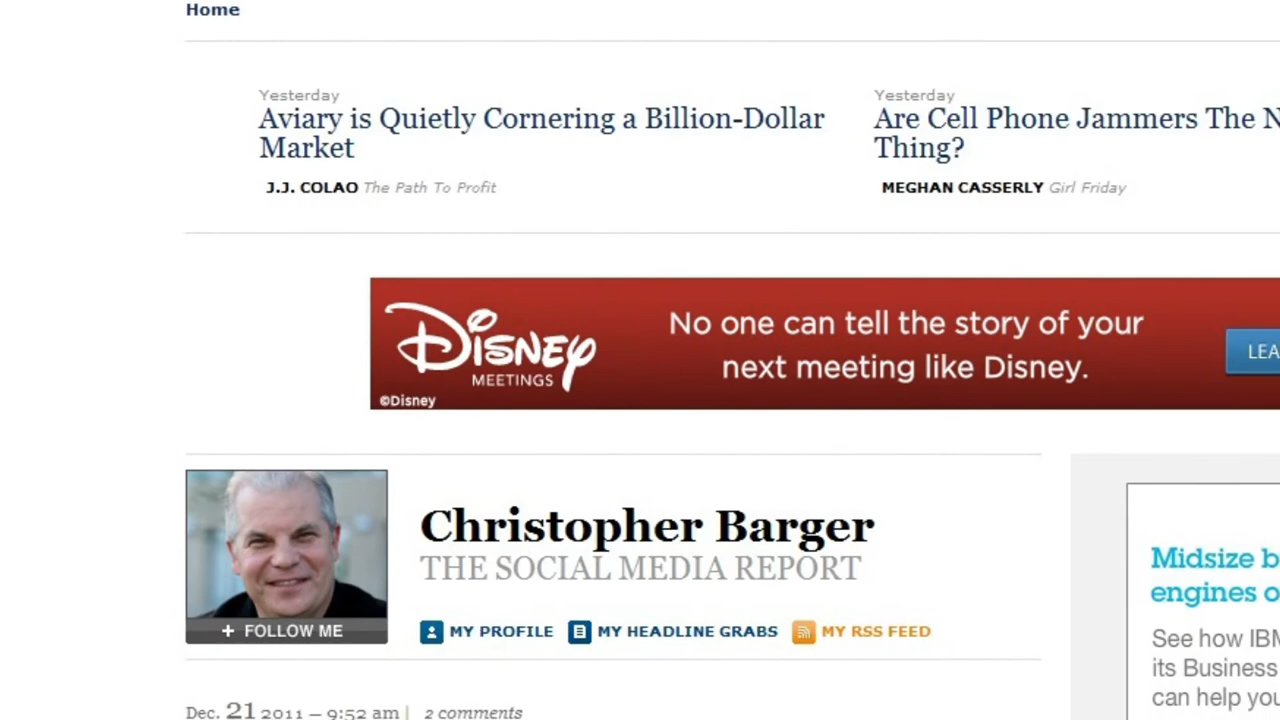 Home
Yesterday
Aviary is Quietly Cornering a Billion-Dollar
Market
J.J. COLAO The Path To Profit
Yesterday
Are Cell Phone Jammers The N
Thing?
MEGHAN CASSERLY Girl Friday
Disney
MEETINGS
©Disney
No one can tell the story of your
next meeting like Disney.
LEA
+ FOLLOW ME
Christopher Barger
THE SOCIAL MEDIA REPORT
MY PROFILE MY HEADLINE GRABS MY RSS FEED
Midsize b
engines o
See how IBM
its Business
can help you
Dec. 21 2011 — 9:52 am | 2 comments